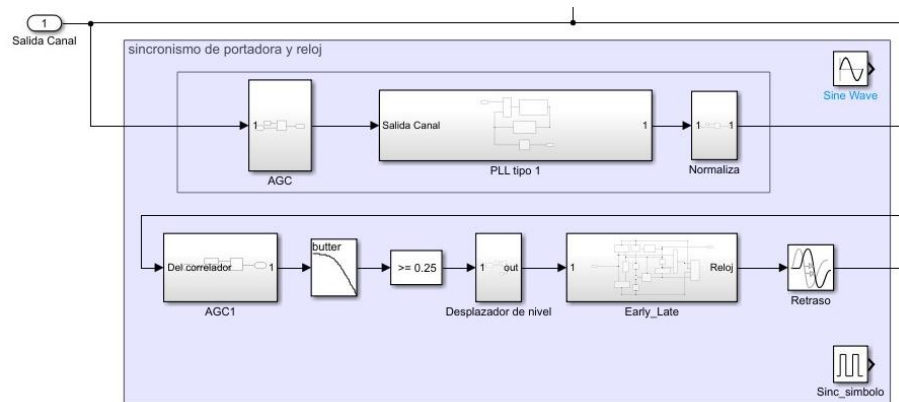 1
Salida Canal
sincronismo de portadora y reloj
Sine Wave
1
AGC
Salida Canal
1
PLL tipo 1
1
1
Normaliza
Del correlador
1
AGC1
butter
>= 0.25
1
out
Desplazador de nivel
1
Reloj
Early_Late
Retraso
Sinc_simbolo